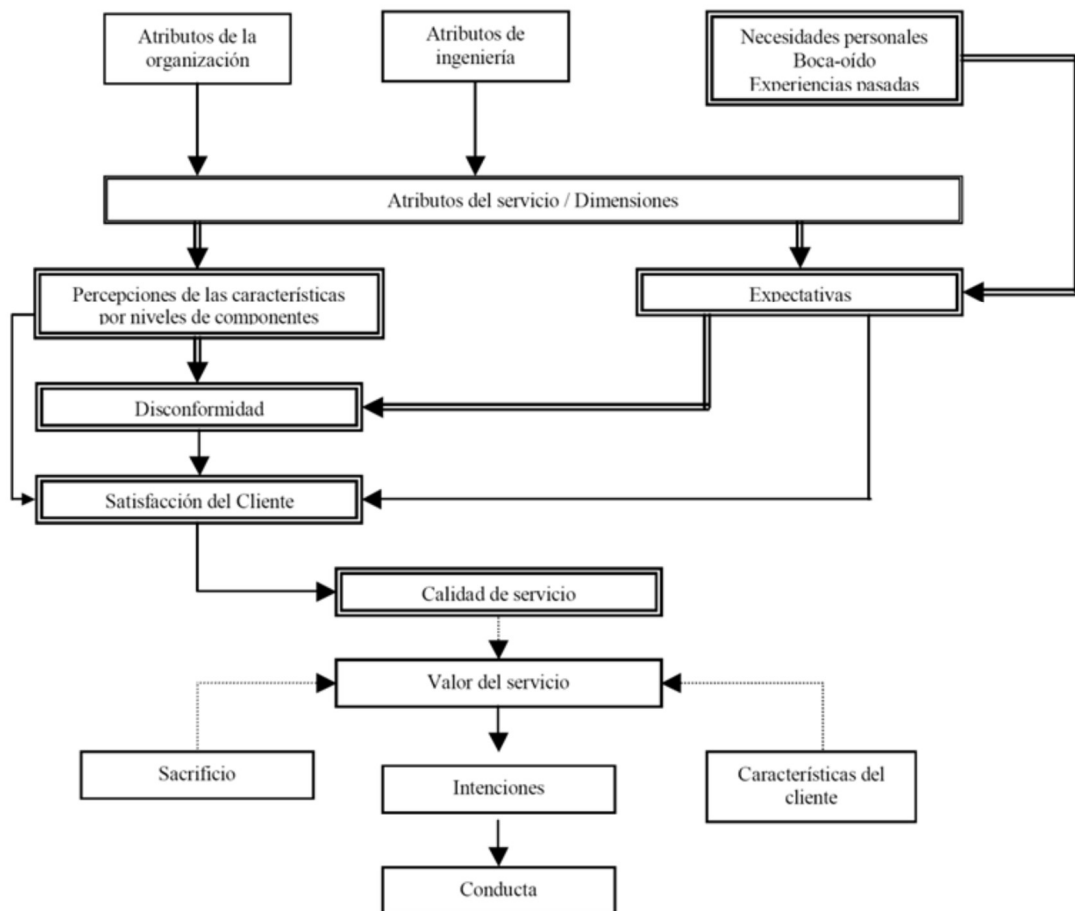 Atributos de la
organización
Atributos de
ingeniería
Necesidades personales
Boca-oído
Experiencias pasadas
Atributos del servicio / Dimensiones
Percepciones de las características
por niveles de componentes
Expectativas
Disconformidad
Satisfacción del Cliente
Calidad de servicio
Valor del servicio
Sacrificio
Intenciones
Características del
cliente
Conducta